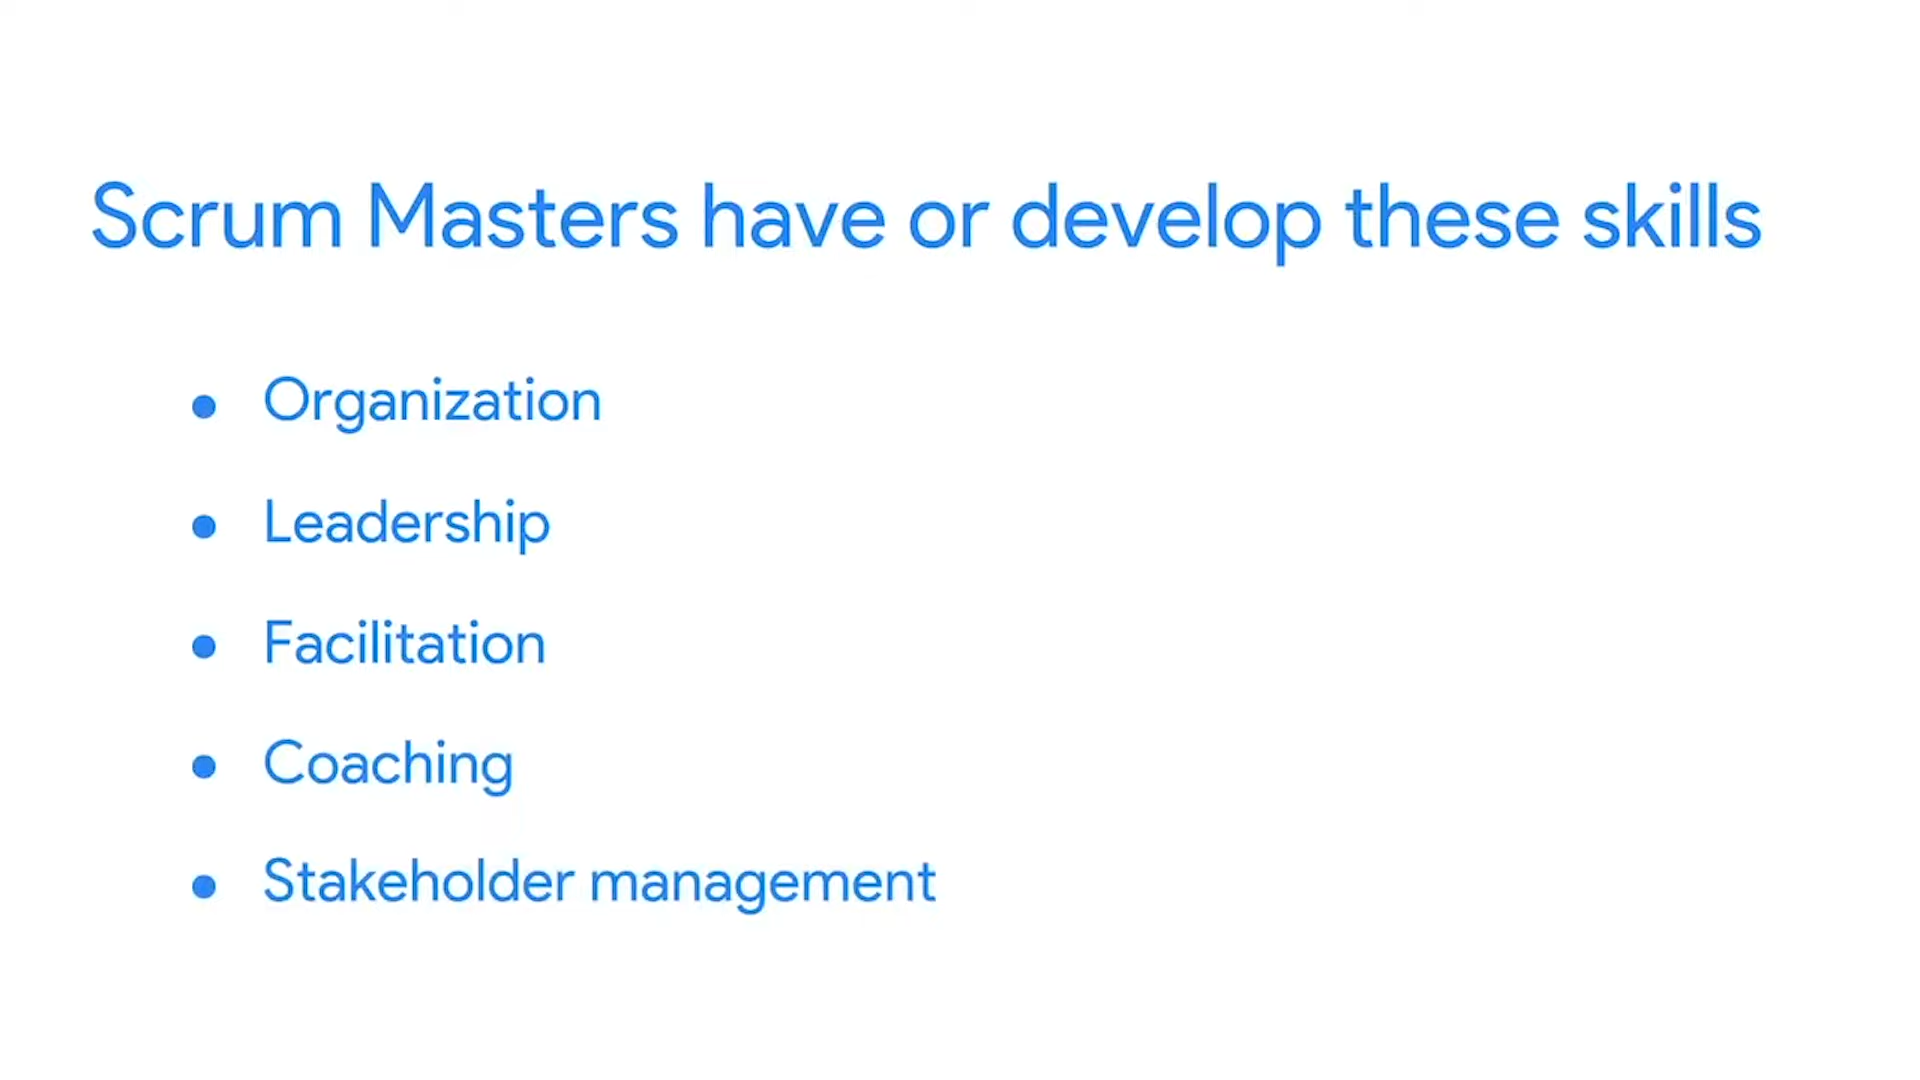 Scrum Masters have or develop these skills
● Organization
● Leadership
● Facilitation
● Coaching
● Stakeholder management